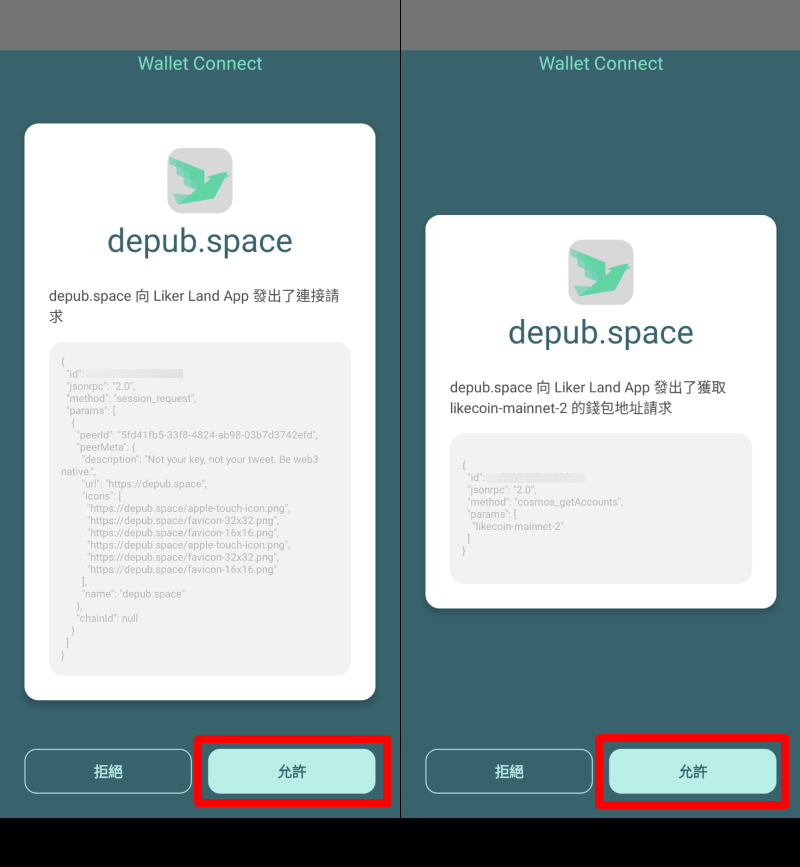 Wallet Connect
depub.space
depub.space 向 Liker Land App 發出了連接請
求
{
"id":
"jsonrpc": "2.0",
"method": "session_request",
"params": [
{
"peerId": "5fd41fb5-33f8-4824-ab98-03b7d3742efd",
"peerMeta": {
"description": "Not your key, not your tweet. Be web3
native.",
"url": "https://depub.space",
"icons": [
"https://depub.space/apple-touch-icon.png",
"https://depub.space/favicon-32x32.png",
"https://depub.space/favicon-16x16.png",
"https://depub.space/apple-touch-icon.png",
"https://depub.space/favicon-32x32.png",
"https://depub.space/favicon-16x16.png"
],
"name": "depub.space"
},
"chainId": null
}
]
}
拒絕
允許
Wallet Connect
depub.space
depub.space 向 Liker Land App 發出了獲取
likecoin-mainnet-2 的錢包地址請求
{
"id":
"jsonrpc": "2.0",
"method": "cosmos_getAccounts",
"params": [
"likecoin-mainnet-2"
]
}
拒絕
允許